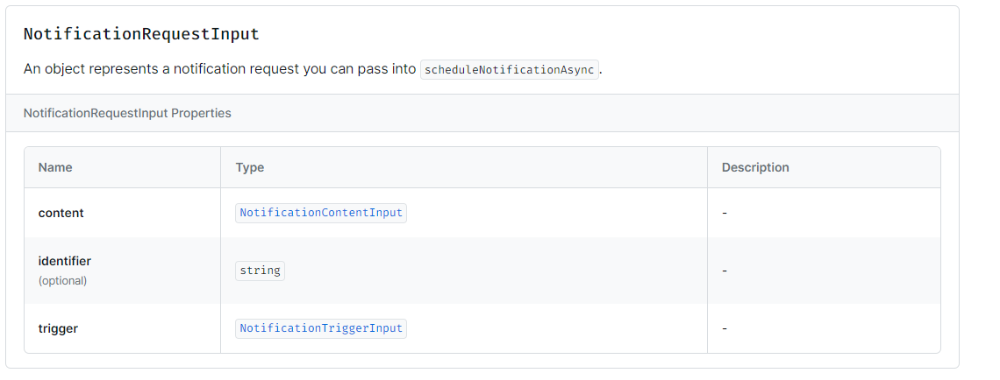 NotificationRequestInput
An object represents a notification request you can pass into scheduleNotificationAsync.
NotificationRequestInput Properties
Name Type Description
content NotificationContentInput -
identifier
(optional) string -
trigger NotificationTriggerInput -